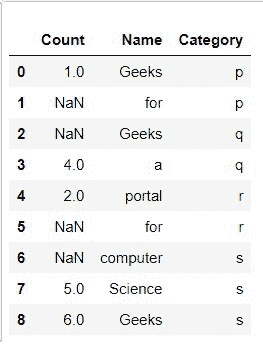 Count Name Category
0 1.0 Geeks p
1 NaN for p
2 NaN Geeks q
3 4.0 a q
4 2.0 portal r
5 NaN for r
6 NaN computer s
7 5.0 Science s
8 6.0 Geeks s